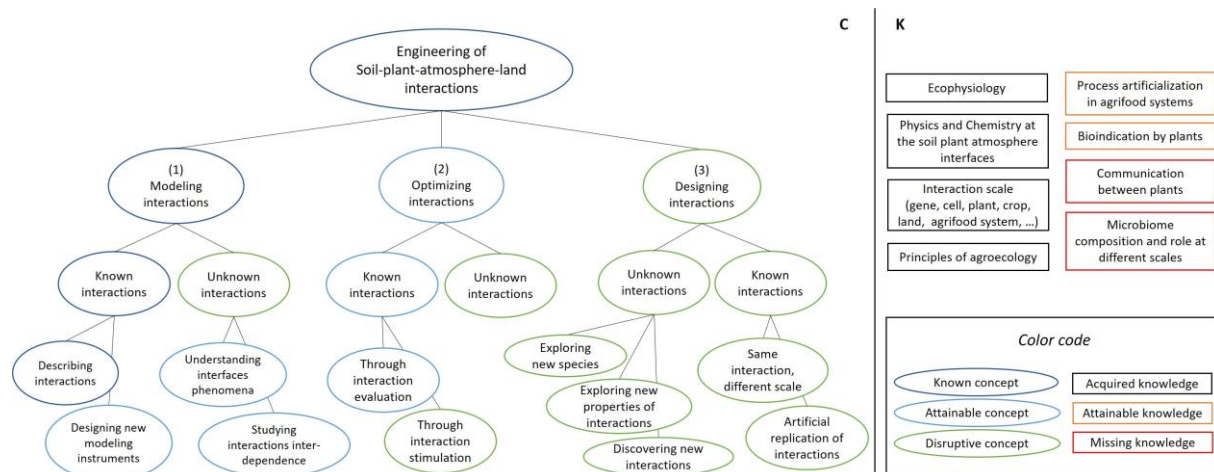 C
K
Engineering of
Soil-plant-atmosphere-land
interactions
(1)
Modeling
interactions
(2)
Optimizing
interactions
(3)
Designing
interactions
Known
interactions
Unknown
interactions
Known
interactions
Unknown
interactions
Unknown
interactions
Known
interactions
Describing
interactions
Understanding
interfaces
phenomena
Through
interaction
evaluation
Exploring
new species
Same
interaction,
different scale
Designing new
modeling
instruments
Studying
interactions inter-
dependence
Through
interaction
stimulation
Exploring new
properties of
interactions
Discovering new
interactions
Artificial
replication of
interactions
Ecophysiology
Physics and Chemistry at
the soil plant atmosphere
interfaces
Interaction scale
(gene, cell, plant, crop,
land, agrifood system, ...)
Principles of agroecology
Process artificialization
in agrifood systems
Bioindication by plants
Communication
between plants
Microbiome
composition and role at
different scales
Color code
Known concept
Acquired knowledge
Attainable concept
Attainable knowledge
Disruptive concept
Missing knowledge